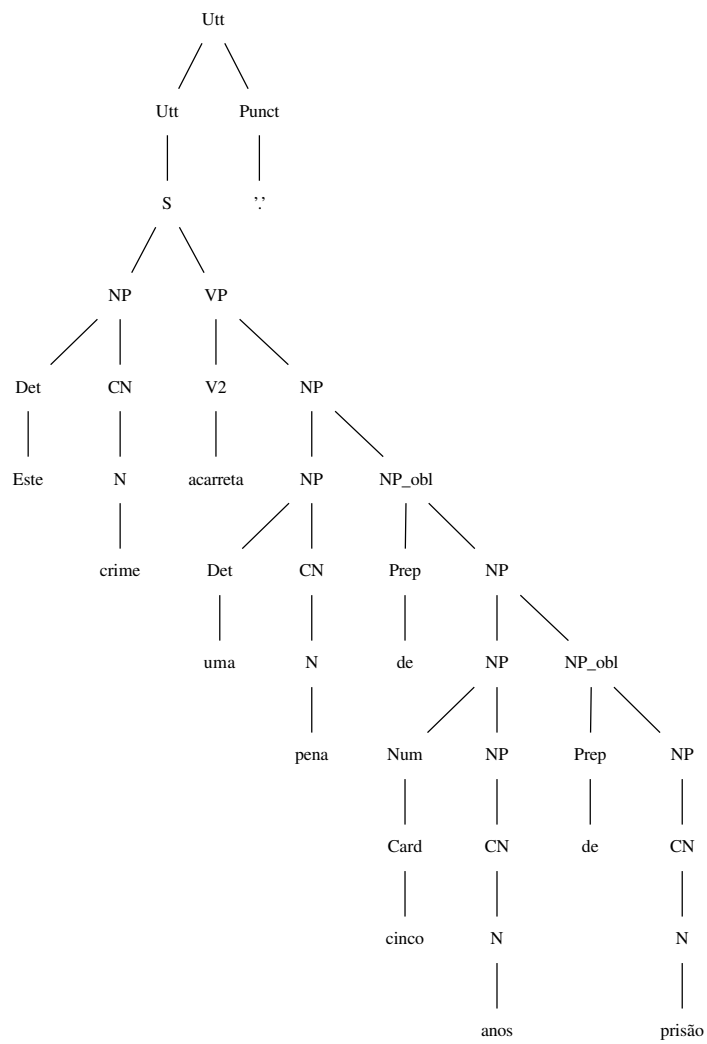 Utt
Utt Punct
S '.'
NP VP
Det CN V2 NP
Este N acarreta NP NP_obl
crime Det CN Prep NP
uma N de NP NP_obl
pena Num NP Prep NP
Card CN de CN
cinco N N
anos prisão